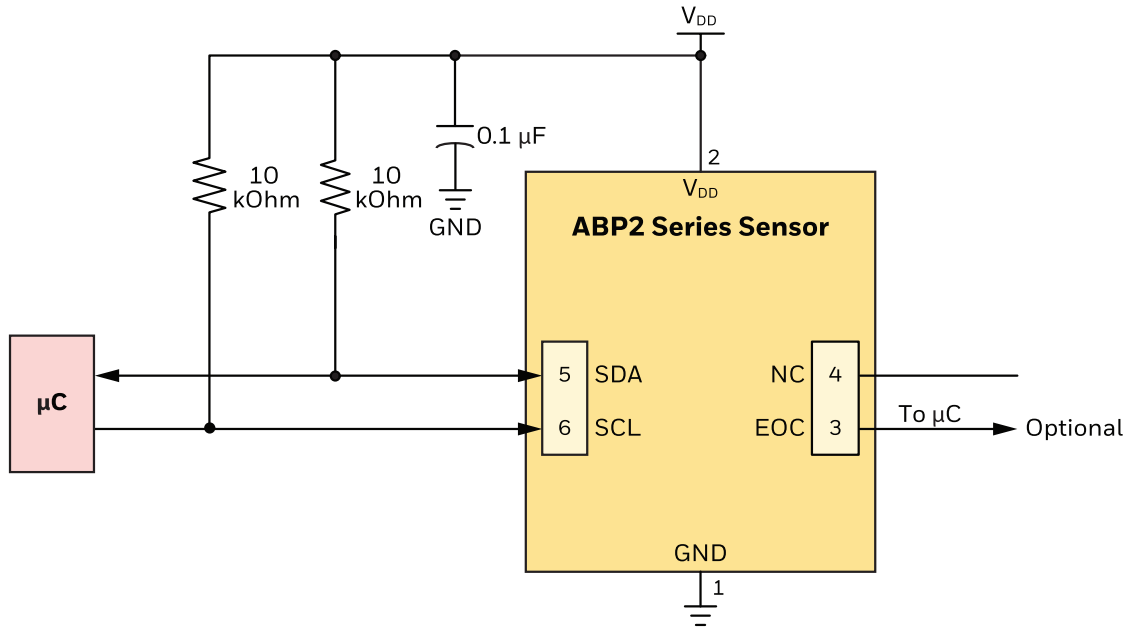 VDD
0.1 µF
10
kOhm
10
kOhm
GND
2
VDD
ABP2 Series Sensor
µC
5 SDA
6 SCL
NC 4
EOC 3
To µC
Optional
GND
1